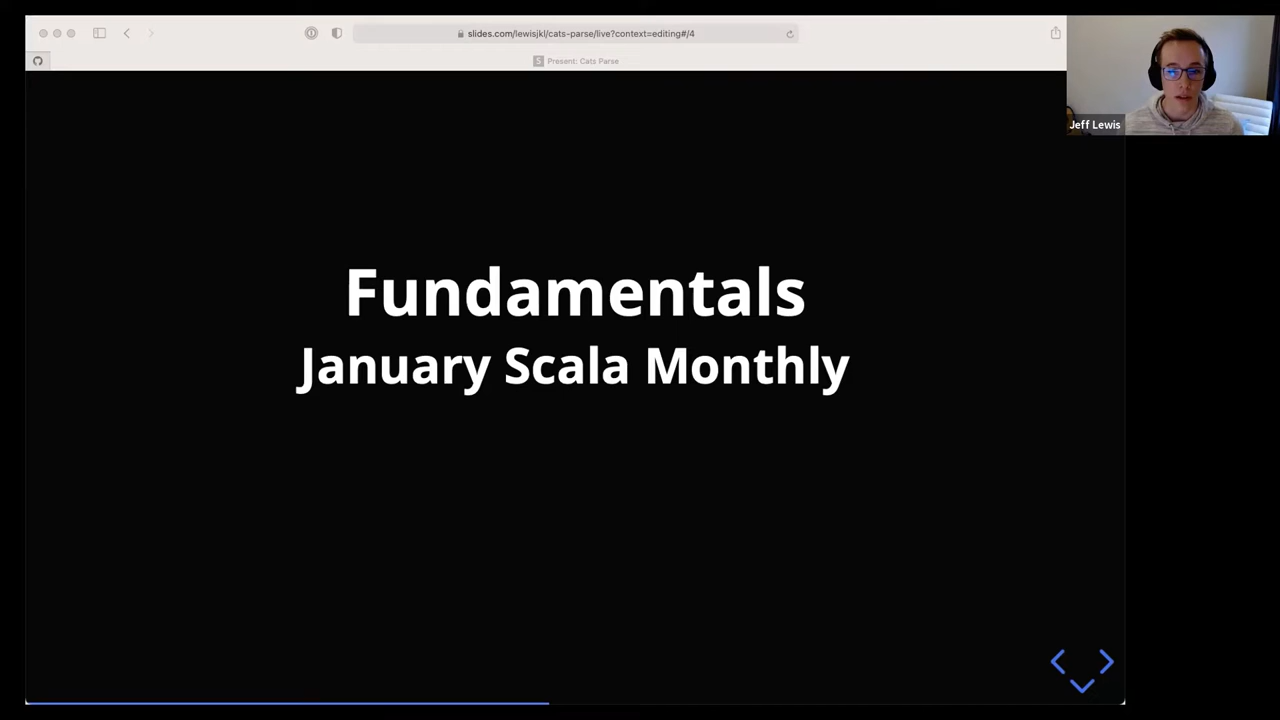 slides.com/lewisjkl/cats-parse/live?context=editing#/4
S Present: Cats Parse
Jeff Lewis
Fundamentals
January Scala Monthly